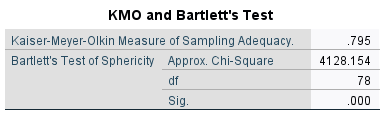 KMO and Bartlett's Test
Kaiser-Meyer-Olkin Measure of Sampling Adequacy. .795
Bartlett's Test of Sphericity Approx. Chi-Square 4128.154
df 78
Sig. .000